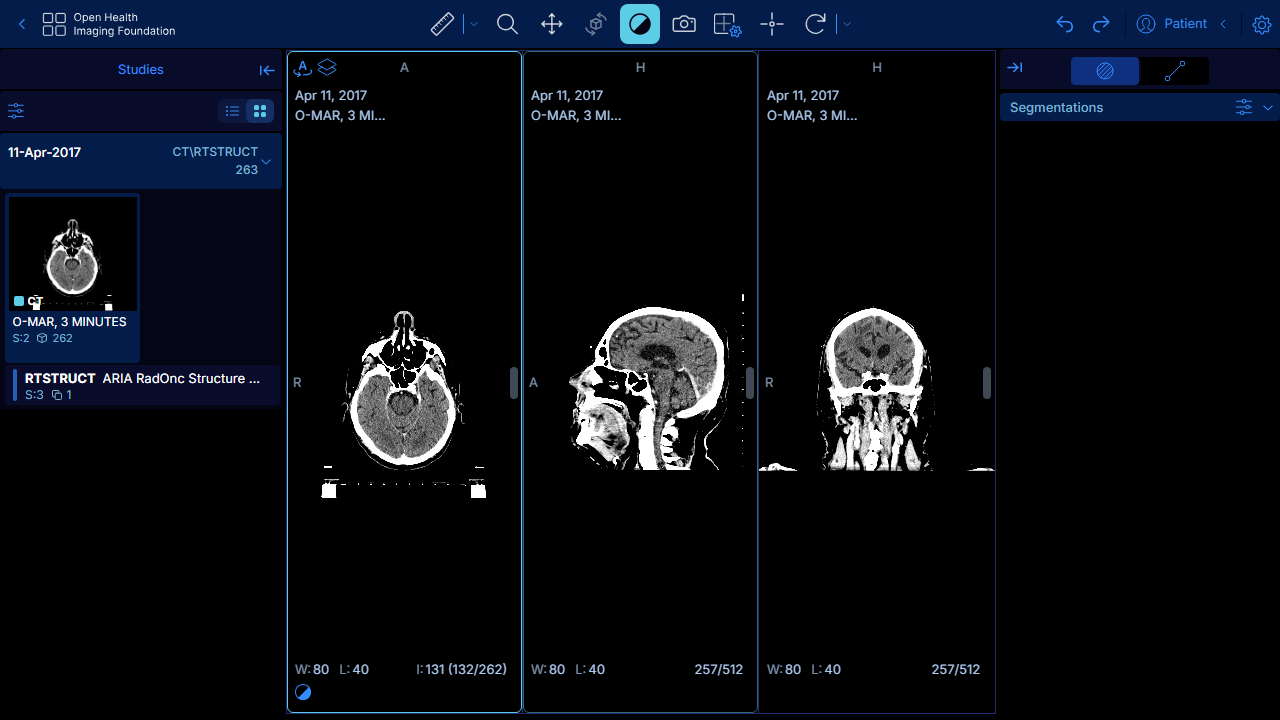 Open Health
Imaging Foundation
Patient
Studies
11-Apr-2017
CT\RTSTRUCT
263
CT
O-MAR, 3 MINUTES
S:2 262
RTSTRUCT ARIA RadOnc Structure ...
S:3 1
A
A
Apr 11, 2017
O-MAR, 3 MI...
R
W: 80 L: 40 I: 131 (132/262)
H
Apr 11, 2017
O-MAR, 3 MI...
A
W: 80 L: 40 257/512
H
Apr 11, 2017
O-MAR, 3 MI...
R
W: 80 L: 40 257/512
Segmentations